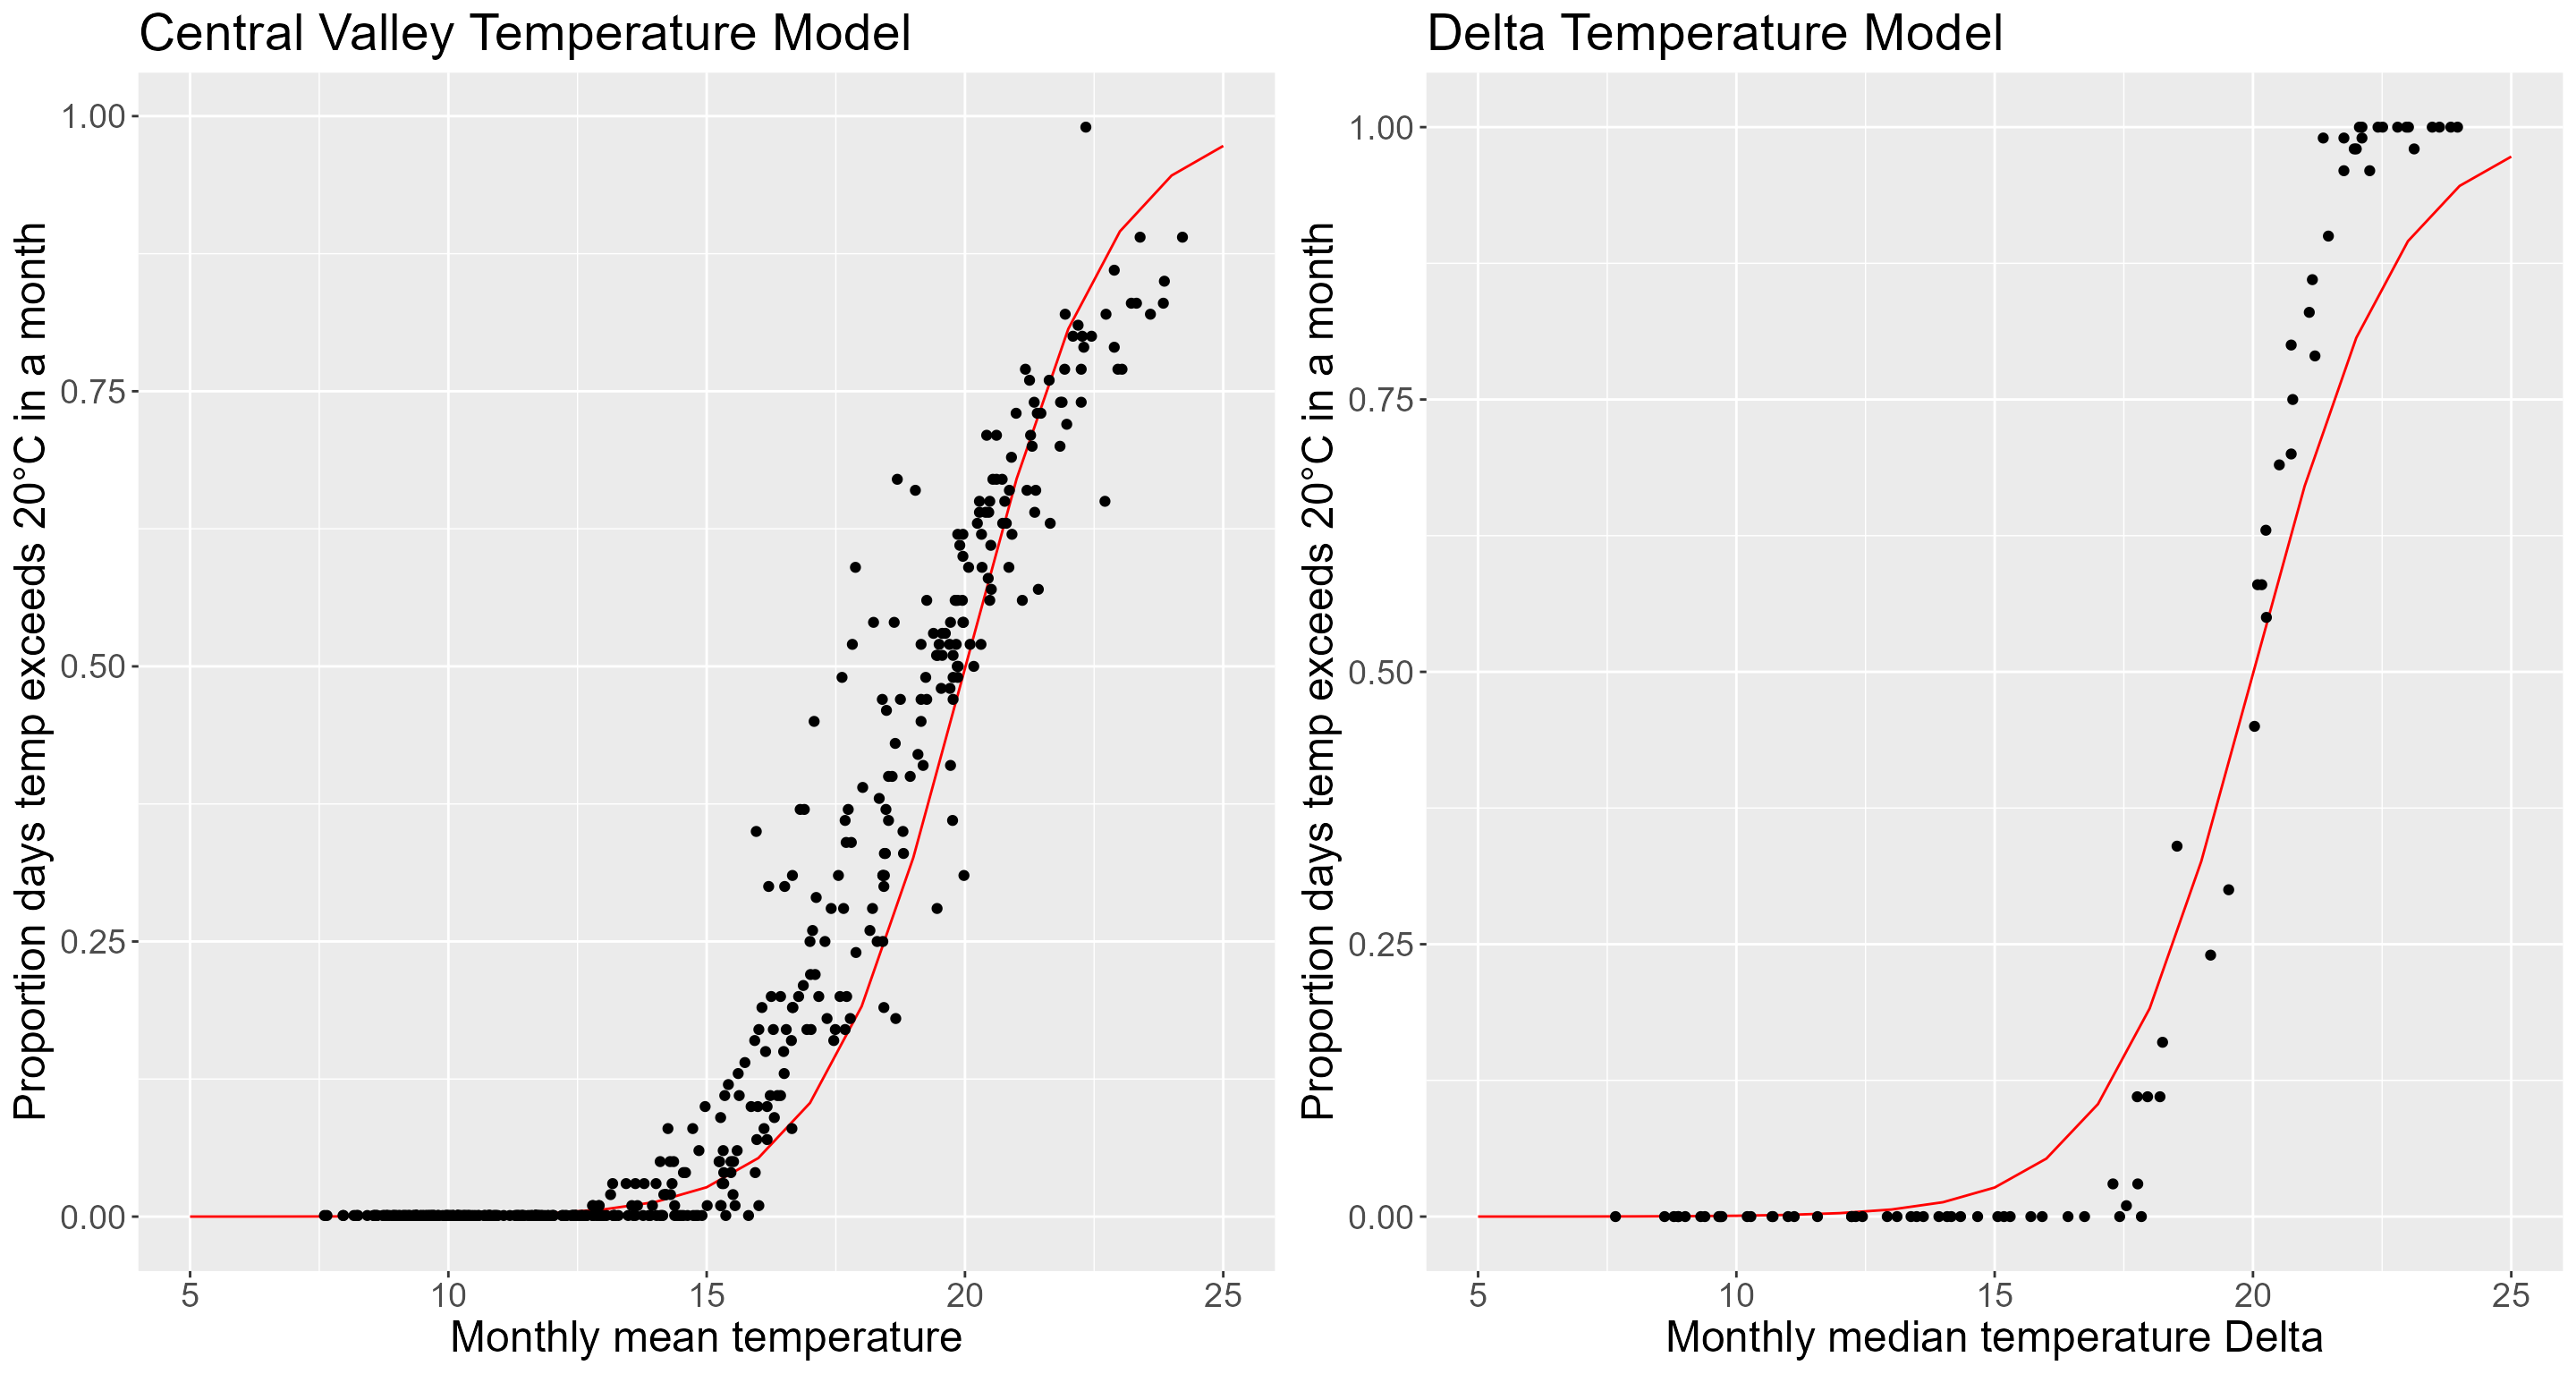 Central Valley Temperature Model
Proportion days temp exceeds 20°C in a month
1.00
0.75
0.50
0.25
0.00
5 10 15 20 25
Monthly mean temperature
Delta Temperature Model
Proportion days temp exceeds 20°C in a month
1.00
0.75
0.50
0.25
0.00
5 10 15 20 25
Monthly median temperature Delta